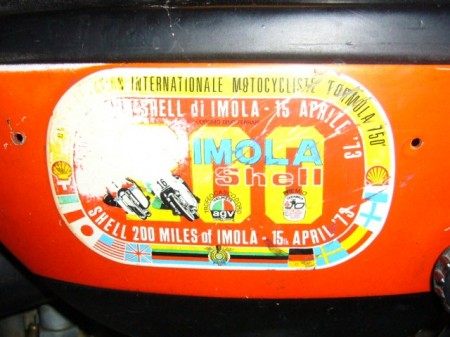 INTERNATIONALE MOTOCYCLISTE FORMULA 750
SHELL di IMOLA - 15 APRILE '73
200
IMOLA
Shell
agv
SHELL 200 MILES of IMOLA - 15th APRIL '73